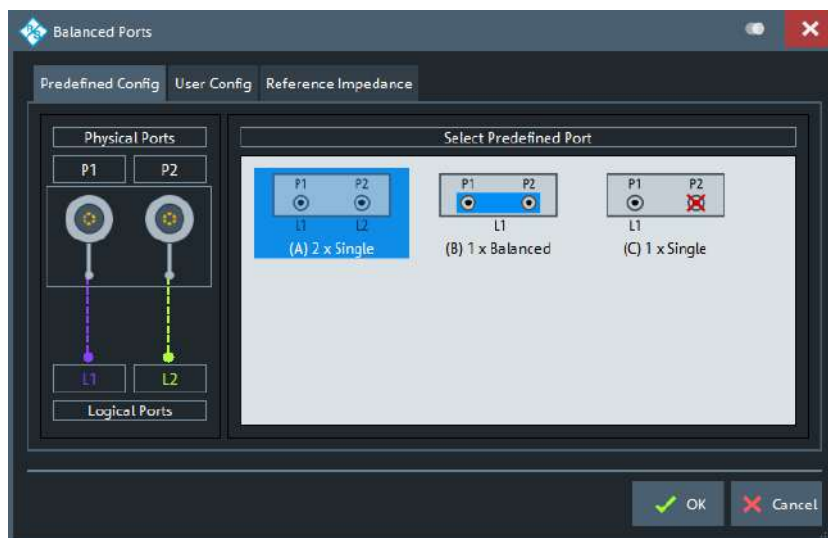 Balanced Ports
Predefined Config User Config Reference Impedance
Physical Ports
P1 P2
L1 L2
Logical Ports
Select Predefined Port
P1 P2
L1 L2
(A) 2 x Single
P1 P2
L1
(B) 1 x Balanced
P1 P2
L1
(C) 1 x Single
OK Cancel